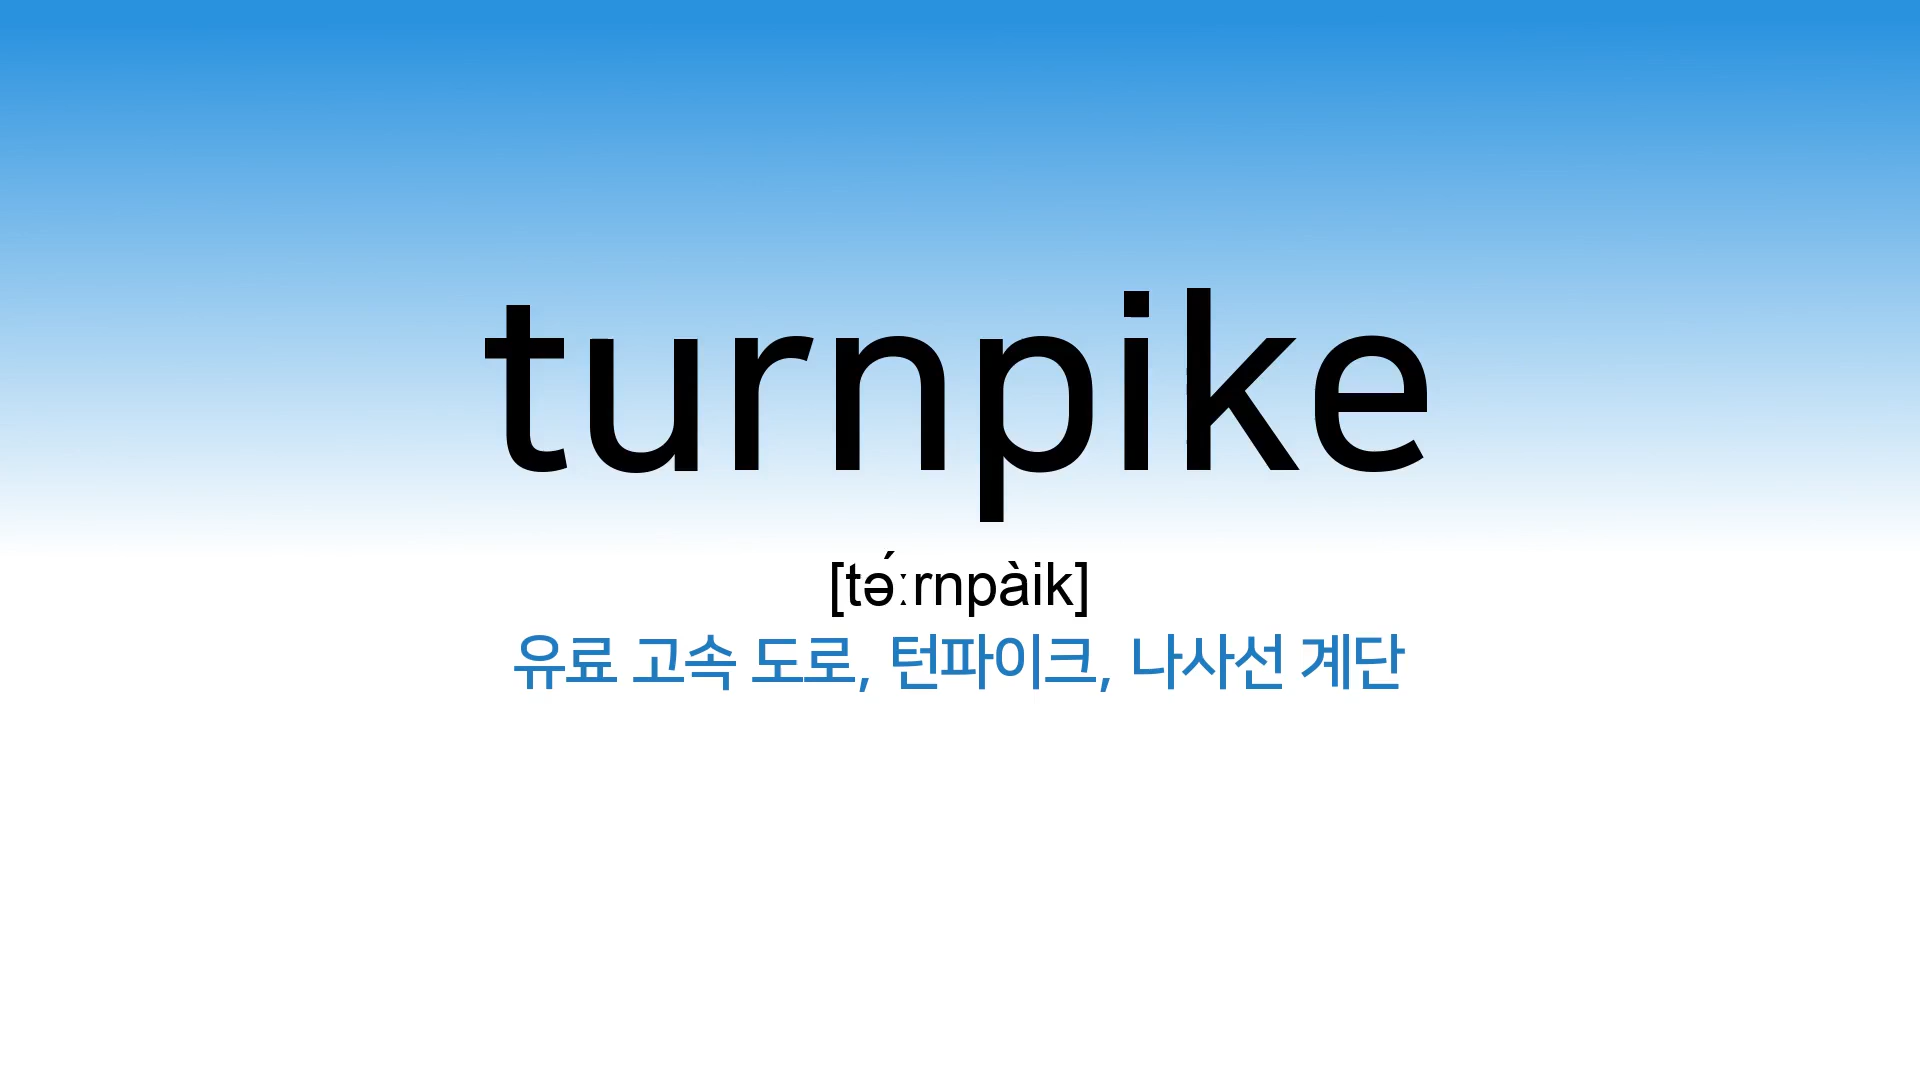 turnpike
[tə́ːrnpàik]
유료 고속 도로, 턴파이크, 나사선 계단